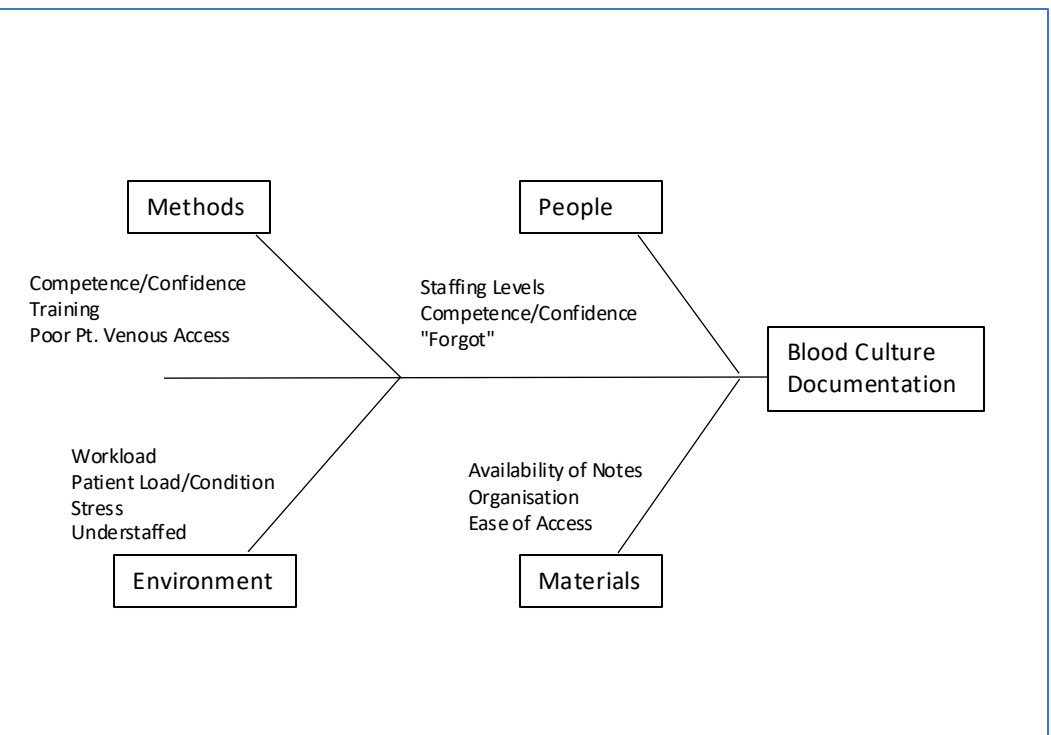 Methods
People
Competence/Confidence
Training
Poor Pt. Venous Access
Staffing Levels
Competence/Confidence
"Forgot"
Blood Culture
Documentation
Workload
Patient Load/Condition
Stress
Understaffed
Availability of Notes
Organisation
Ease of Access
Environment
Materials